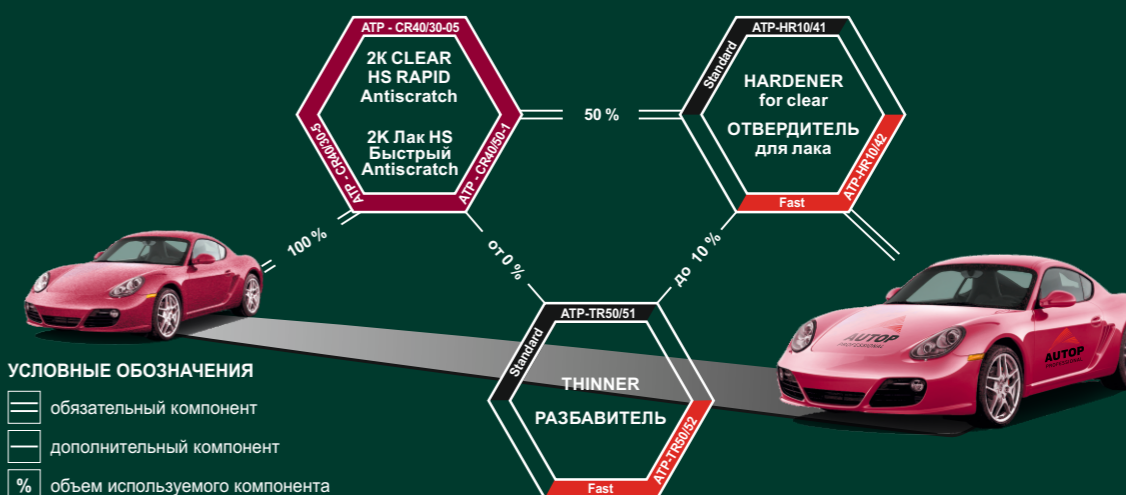 ATP - CR40/30-05
2K CLEAR
HS RAPID
Antiscratch
2K Лак HS
Быстрый
Antiscratch
ATP - CR40/30-5
ATP - CR40/50-1
50 %
ATP-HR10/41
Standard
HARDENER
for clear
ОТВЕРДИТЕЛЬ
для лака
ATP-HR10/42
Fast
100 %
от 0 %
до 10 %
ATP-TR50/51
Standard
THINNER
РАЗБАВИТЕЛЬ
ATP-TR50/52
Fast
AUTOP
PROFESSIONAL
AUTOP
PROFESSIONAL
УСЛОВНЫЕ ОБОЗНАЧЕНИЯ
обязательный компонент
дополнительный компонент
% объем используемого компонента